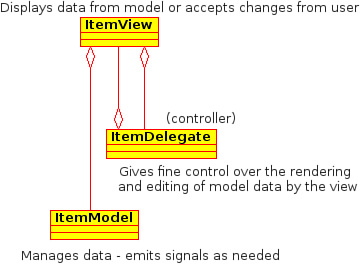 Displays data from model or accepts changes from user
ItemView
(controller)
ItemDelegate
Gives fine control over the rendering
and editing of model data by the view
ItemModel
Manages data - emits signals as needed